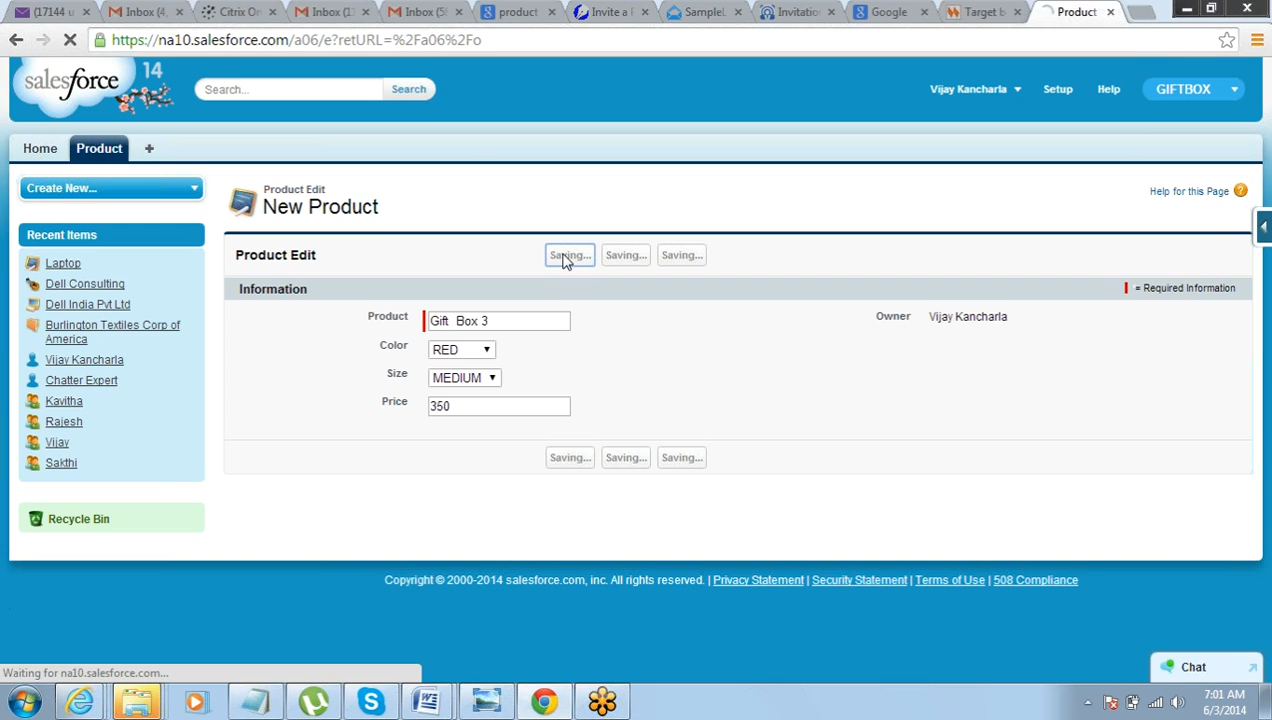 (17144 u
Inbox (4,
Citrix On
Inbox (1
Inbox (58
product
Invite a F
SampleL
Invitation
Google
Target b
Product
https://na10.salesforce.com/a06/e?retURL=%2Fa06%2Fo
salesforce
14
Search...
Search
Vijay Kancharla
Setup
Help
GIFTBOX
Home
Product
+
Create New...
Product Edit
New Product
Help for this Page
?
Recent Items
Laptop
Dell Consulting
Dell India Pvt Ltd
Burlington Textiles Corp of
America
Vijay Kancharla
Chatter Expert
Kavitha
Rajesh
Vijay
Sakthi
Recycle Bin
Product Edit
Saving...
Saving...
Saving...
Information
= Required Information
Product
Gift Box 3
Owner
Vijay Kancharla
Color
RED
Size
MEDIUM
Price
350
Saving...
Saving...
Saving...
Copyright © 2000-2014 salesforce.com, inc. All rights reserved. | Privacy Statement | Security Statement | Terms of Use | 508 Compliance
Waiting for na10.salesforce.com...
Chat
7:01 AM
6/3/2014